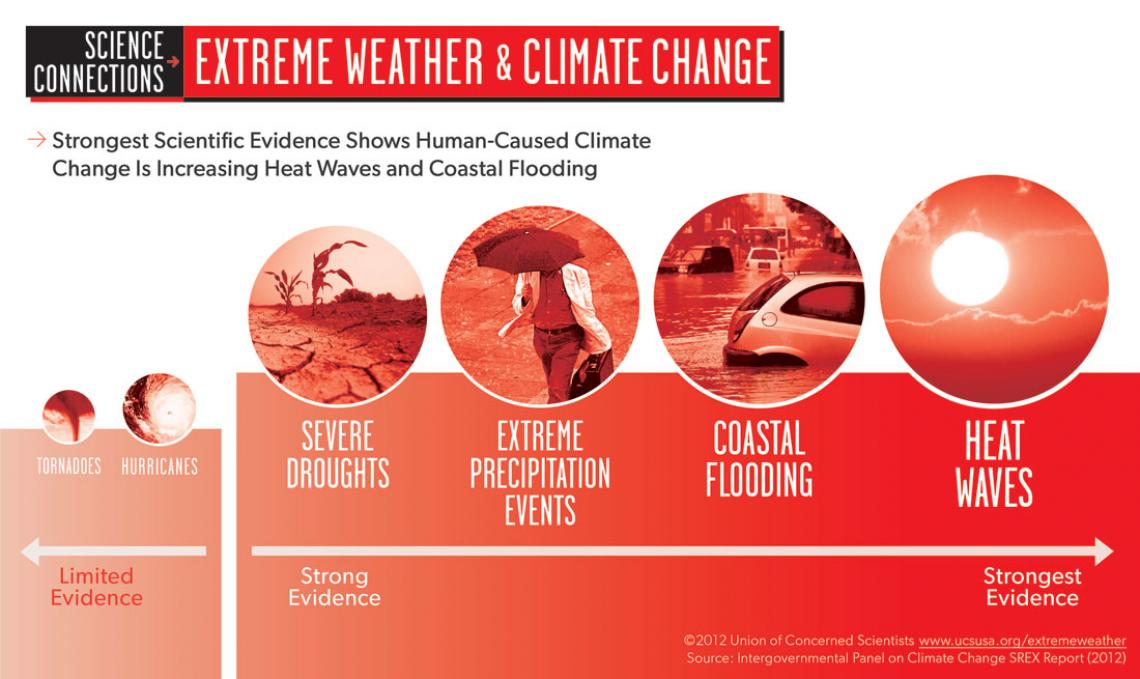 SCIENCE
CONNECTIONS
EXTREME WEATHER & CLIMATE CHANGE
→ Strongest Scientific Evidence Shows Human-Caused Climate
Change Is Increasing Heat Waves and Coastal Flooding
TORNADOES
HURRICANES
SEVERE
DROUGHTS
EXTREME
PRECIPITATION
EVENTS
COASTAL
FLOODING
HEAT
WAVES
Limited
Evidence
Strong
Evidence
Strongest
Evidence
©2012 Union of Concerned Scientists www.ucsusa.org/extremeweather
Source: Intergovernmental Panel on Climate Change SREX Report (2012)